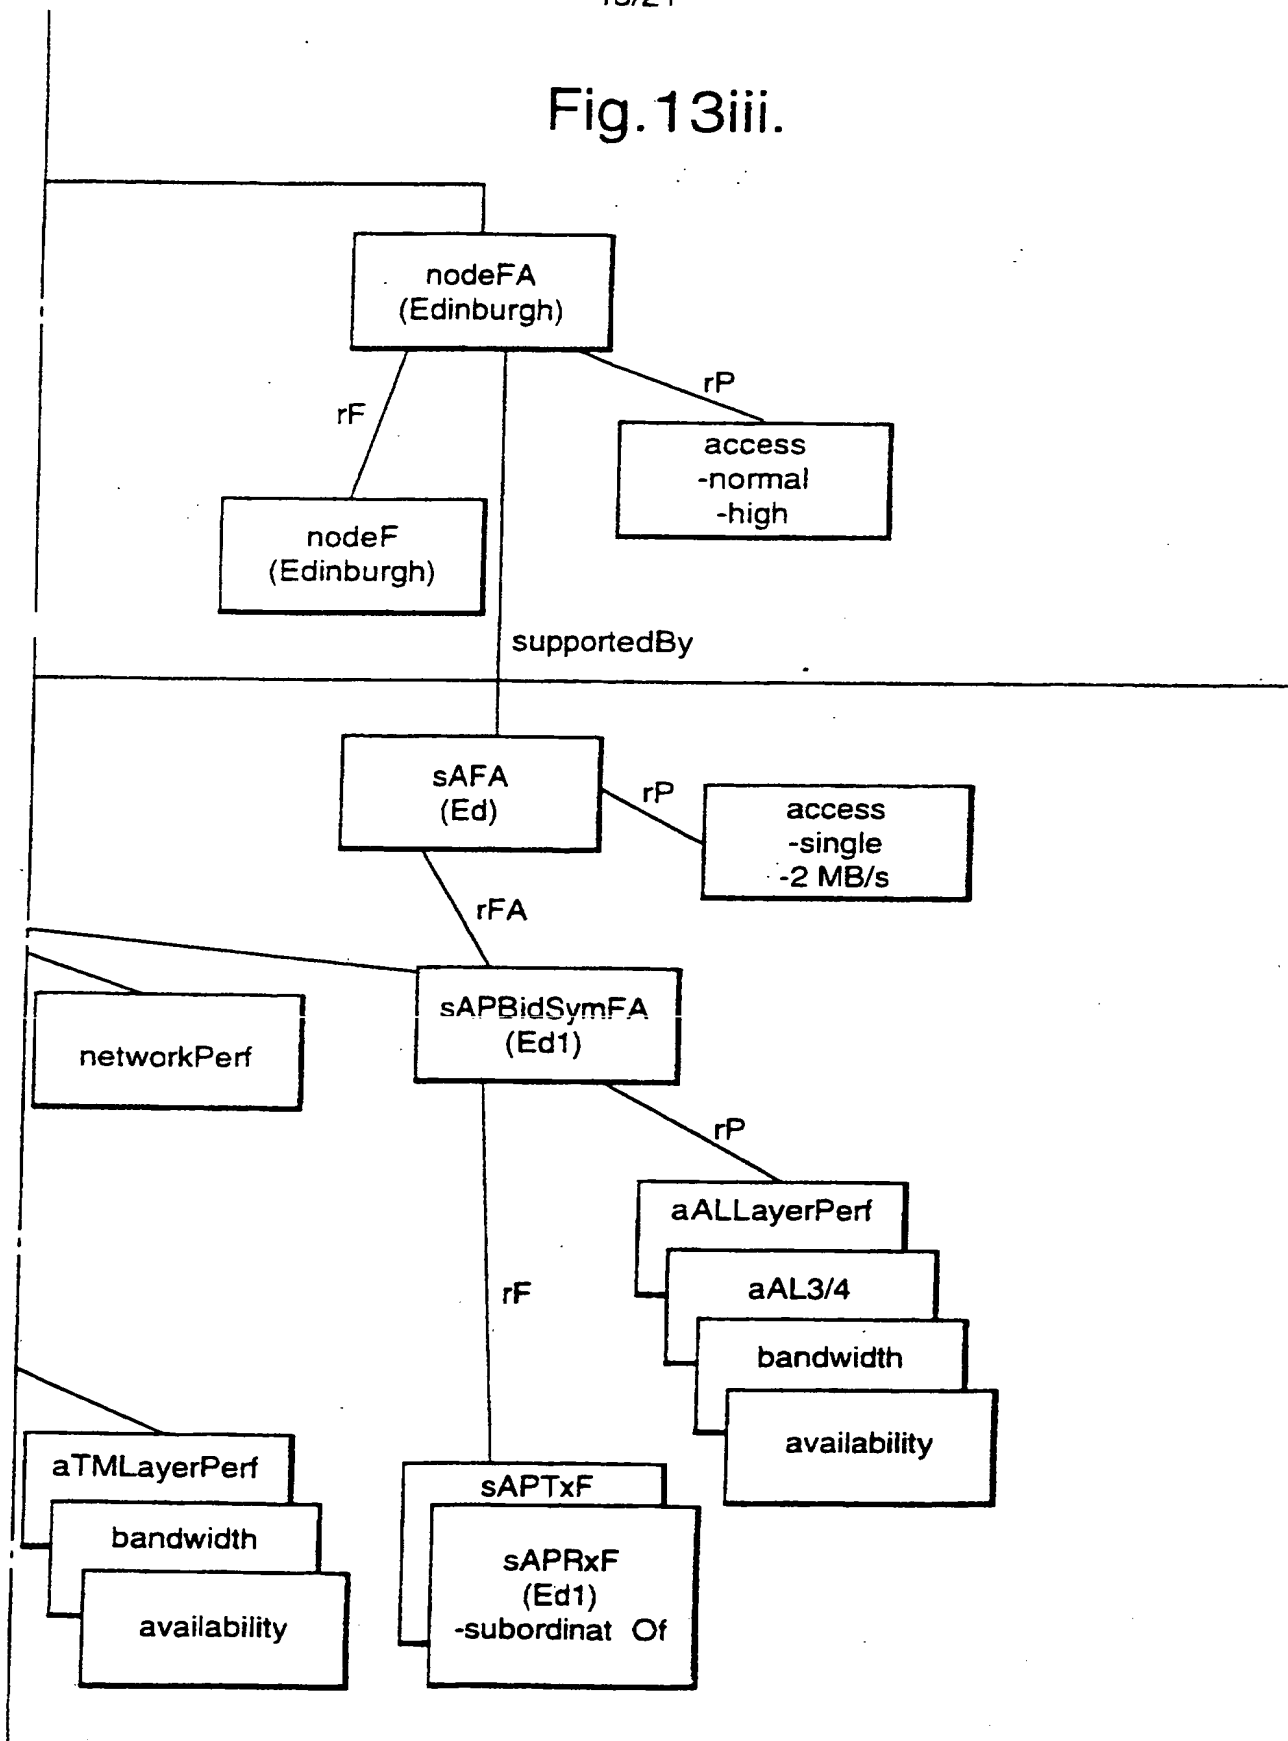 Fig.13iii.
nodeFA
(Edinburgh)
rP
rF
access
-normal
-high
nodeF
(Edinburgh)
supportedBy
sAFA
(Ed)
rP
access
-single
-2 MB/s
rFA
sAPBidSymFA
(Ed1)
networkPerf
rP
aALLayerPerf
aAL3/4
rF
bandwidth
availability
aTMLayerPerf
bandwidth
availability
sAPTxF
sAPRxF
(Ed1)
-subordinat Of